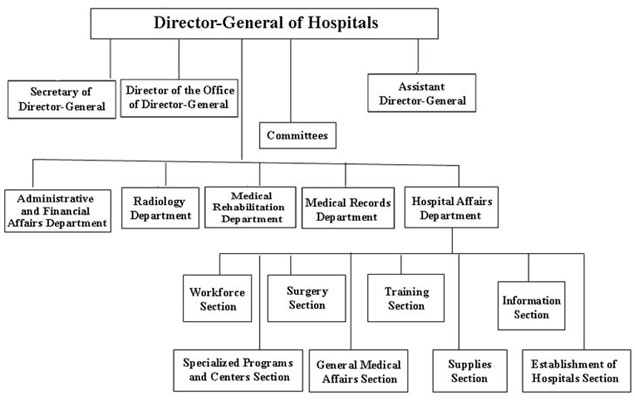 Director-General of Hospitals
Secretary of
Director-General
Director of the Office
of Director-General
Assistant
Director-General
Committees
Administrative
and Financial
Affairs Department
Radiology
Department
Medical
Rehabilitation
Department
Medical Records
Department
Hospital Affairs
Department
Workforce
Section
Surgery
Section
Training
Section
Information
Section
Specialized Programs
and Centers Section
General Medical
Affairs Section
Supplies
Section
Establishment of
Hospitals Section